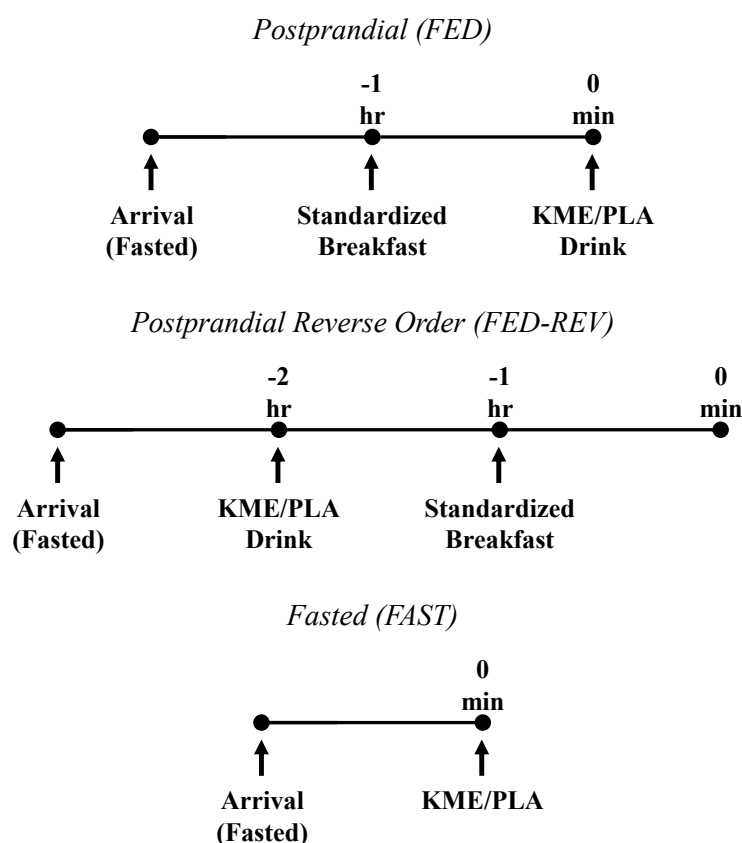 Postprandial (FED)
-1 0
hr min
Arrival Standardized KME/PLA
(Fasted) Breakfast Drink
Postprandial Reverse Order (FED-REV)
-2 -1 0
hr hr min
Arrival KME/PLA Standardized
(Fasted) Drink Breakfast
Fasted (FAST)
0
min
Arrival KME/PLA
(Fasted)